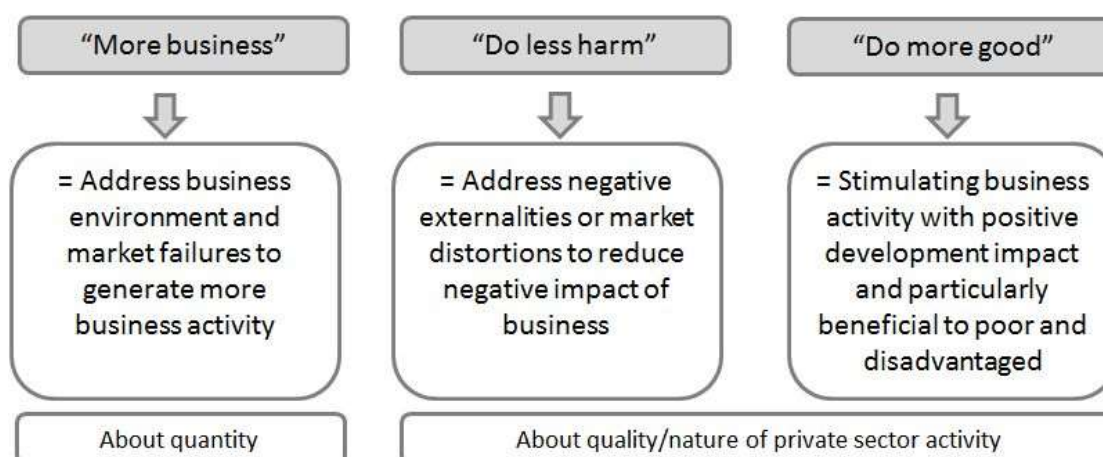 “More business”
“Do less harm”
“Do more good”
= Address business
environment and
market failures to
generate more
business activity
= Address negative
externalities or market
distortions to reduce
negative impact of
business
= Stimulating business
activity with positive
development impact
and particularly
beneficial to poor and
disadvantaged
About quantity
About quality/nature of private sector activity